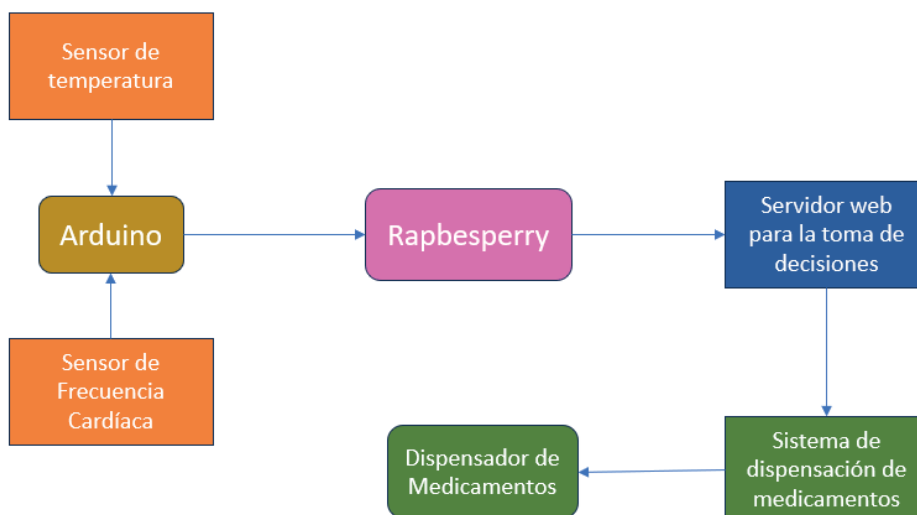 Sensor de
temperatura
Arduino
Rapbesperry
Servidor web
para la toma de
decisiones
Sensor de
Frecuencia
Cardíaca
Dispensador de
Medicamentos
Sistema de
dispensación de
medicamentos